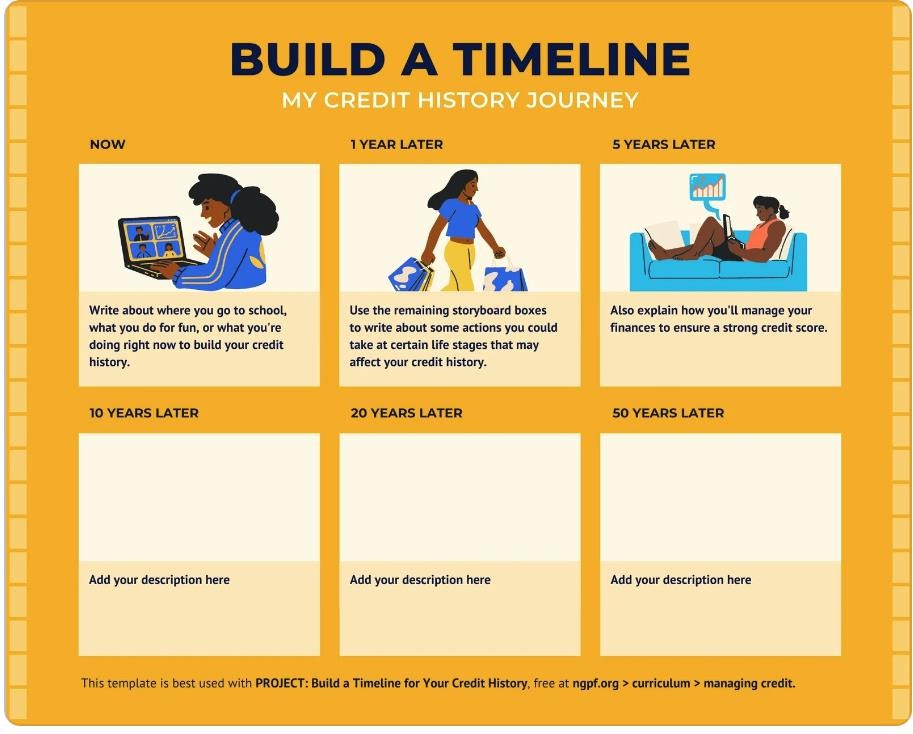 BUILD A TIMELINE
MY CREDIT HISTORY JOURNEY
NOW
Write about where you go to school,
what you do for fun, or what you're
doing right now to build your credit
history.
1 YEAR LATER
Use the remaining storyboard boxes
to write about some actions you could
take at certain life stages that may
affect your credit history.
5 YEARS LATER
Also explain how you'll manage your
finances to ensure a strong credit score.
10 YEARS LATER
Add your description here
20 YEARS LATER
Add your description here
50 YEARS LATER
Add your description here
This template is best used with PROJECT: Build a Timeline for Your Credit History, free at ngpf.org > curriculum > managing credit.